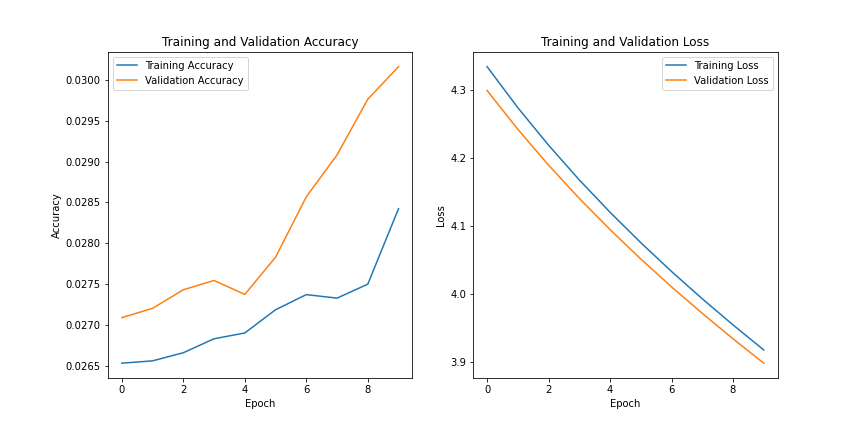 Training and Validation Accuracy
Training Accuracy
Validation Accuracy
0.0300
0.0295
0.0290
0.0285
0.0280
0.0275
0.0270
0.0265
Accuracy
0 2 4 6 8
Epoch
Training and Validation Loss
Training Loss
Validation Loss
4.3
4.2
4.1
4.0
3.9
Loss
0 2 4 6 8
Epoch